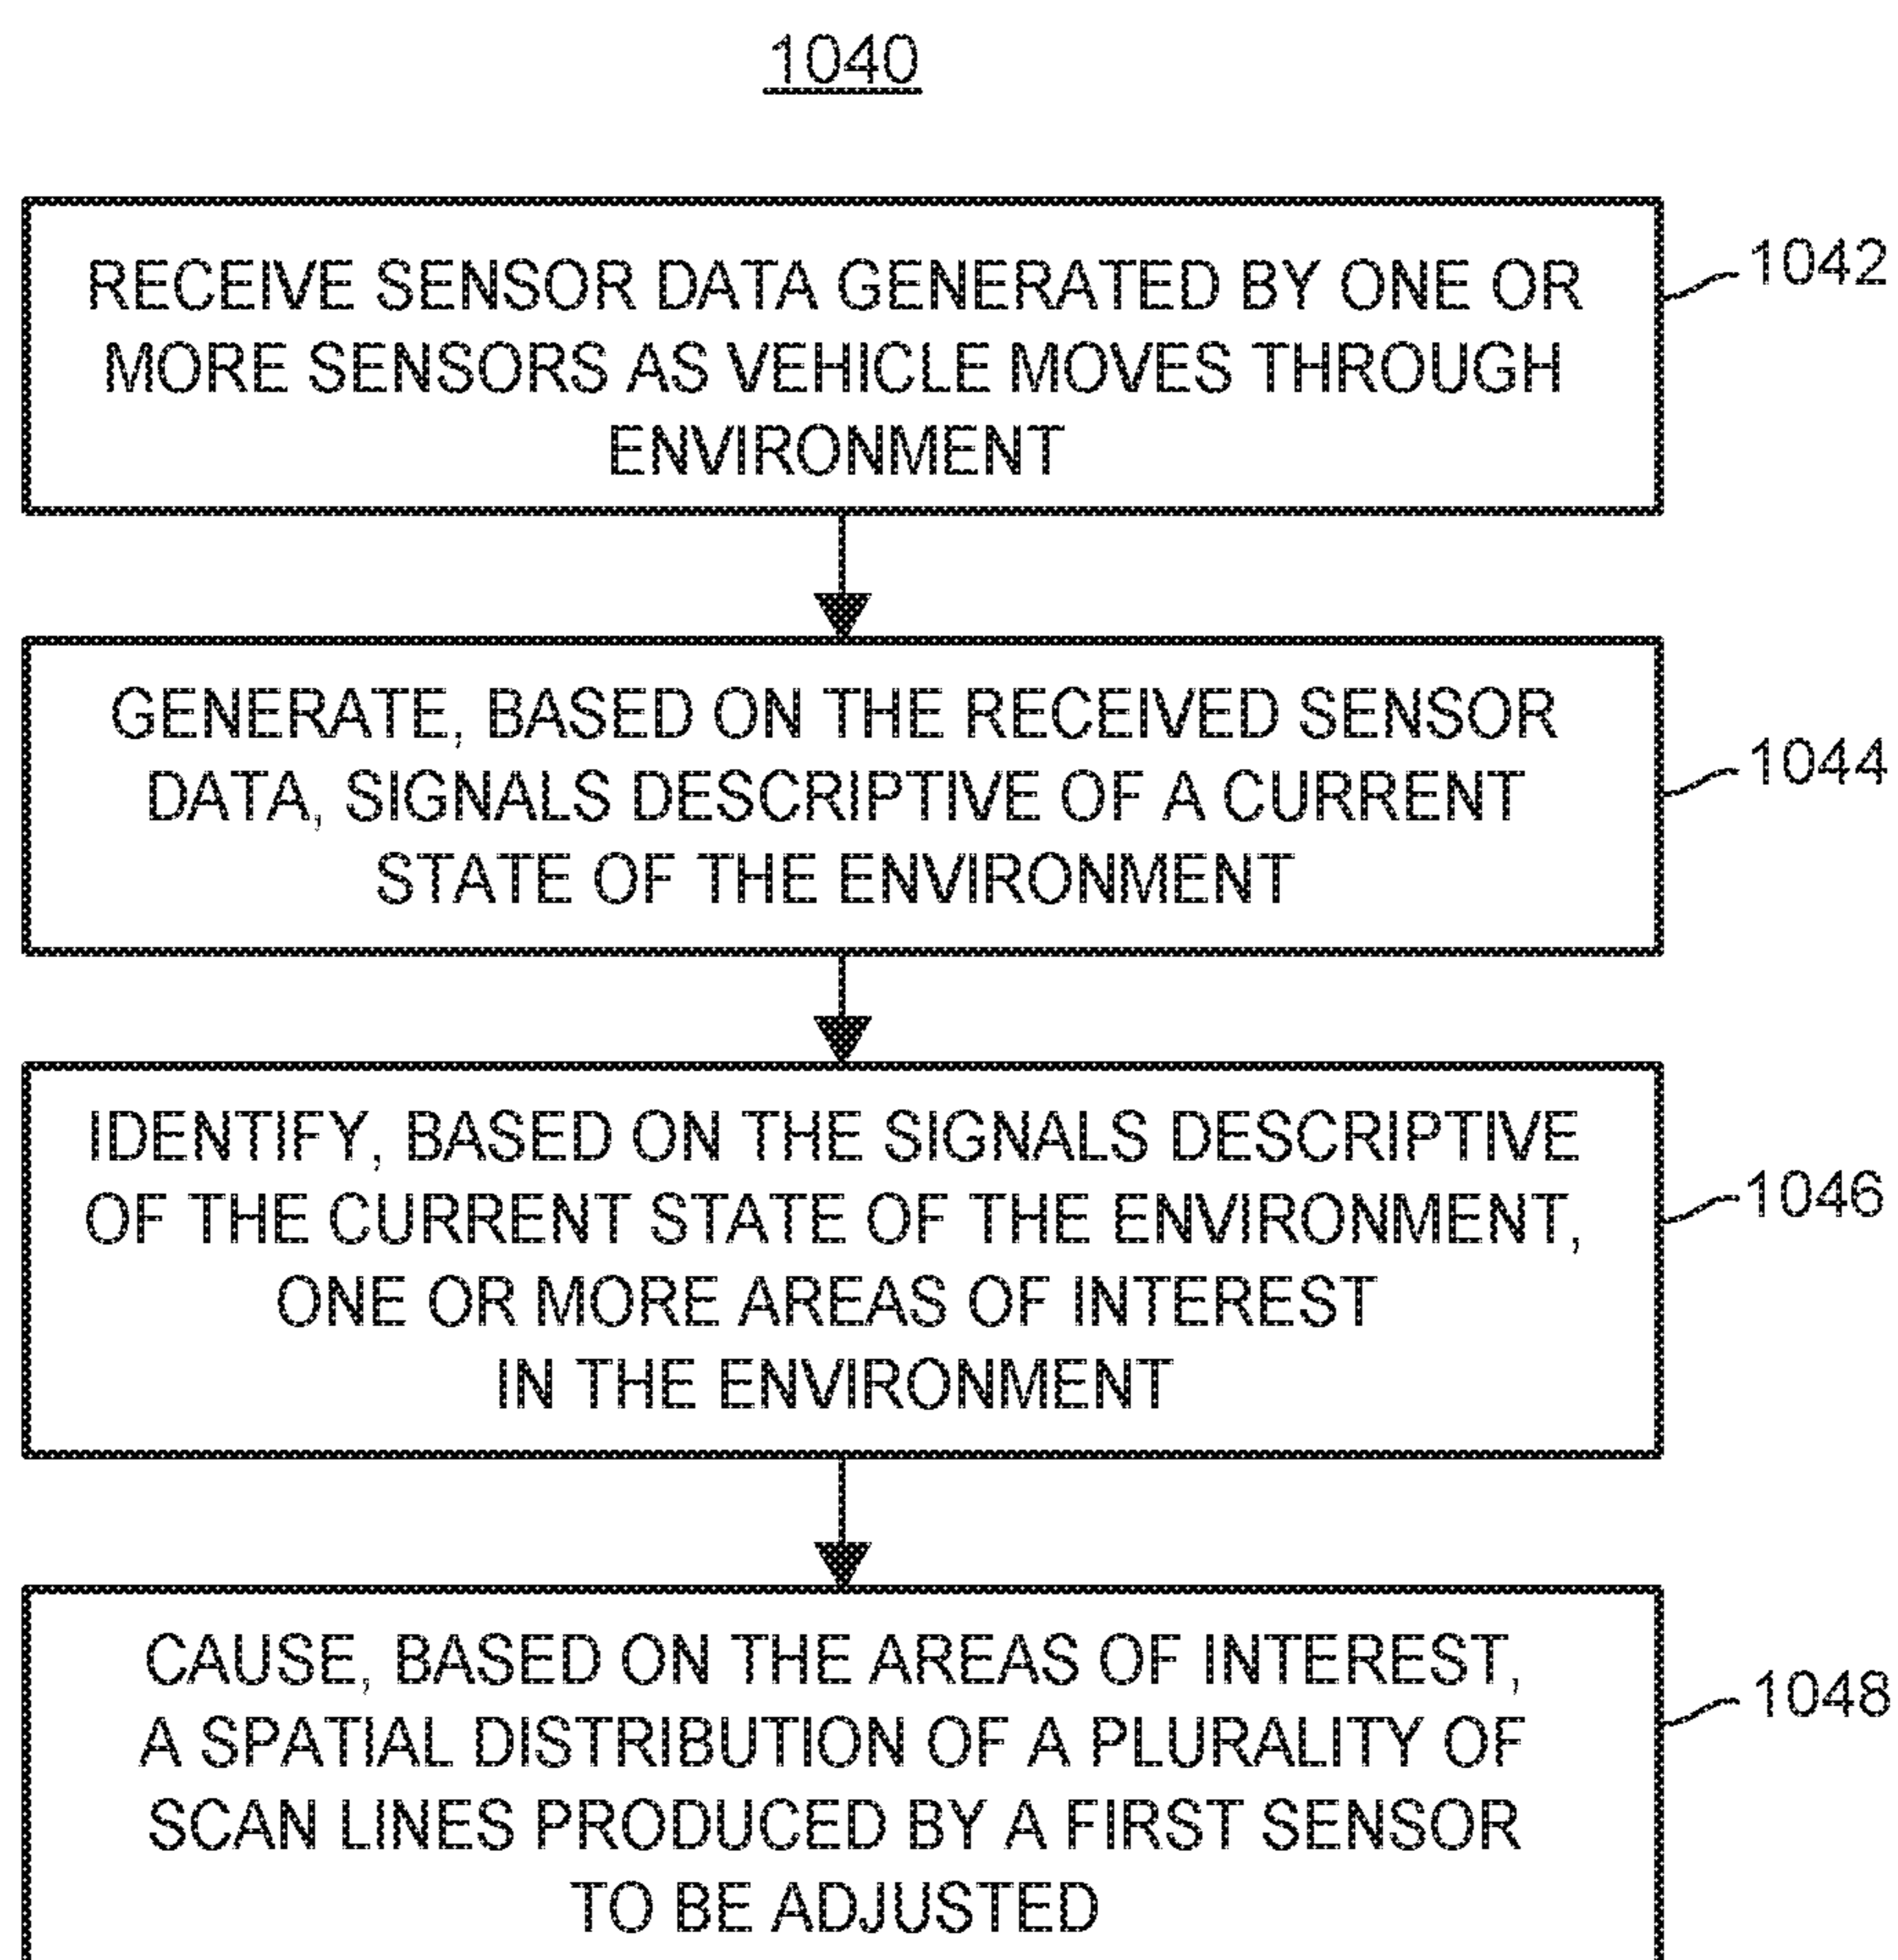 1040
RECEIVE SENSOR DATA GENERATED BY ONE OR
MORE SENSORS AS VEHICLE MOVES THROUGH
ENVIRONMENT
1042
GENERATE, BASED ON THE RECEIVED SENSOR
DATA, SIGNALS DESCRIPTIVE OF A CURRENT
STATE OF THE ENVIRONMENT
1044
IDENTIFY, BASED ON THE SIGNALS DESCRIPTIVE
OF THE CURRENT STATE OF THE ENVIRONMENT,
ONE OR MORE AREAS OF INTEREST
IN THE ENVIRONMENT
1046
CAUSE, BASED ON THE AREAS OF INTEREST,
A SPATIAL DISTRIBUTION OF A PLURALITY OF
SCAN LINES PRODUCED BY A FIRST SENSOR
TO BE ADJUSTED
1048